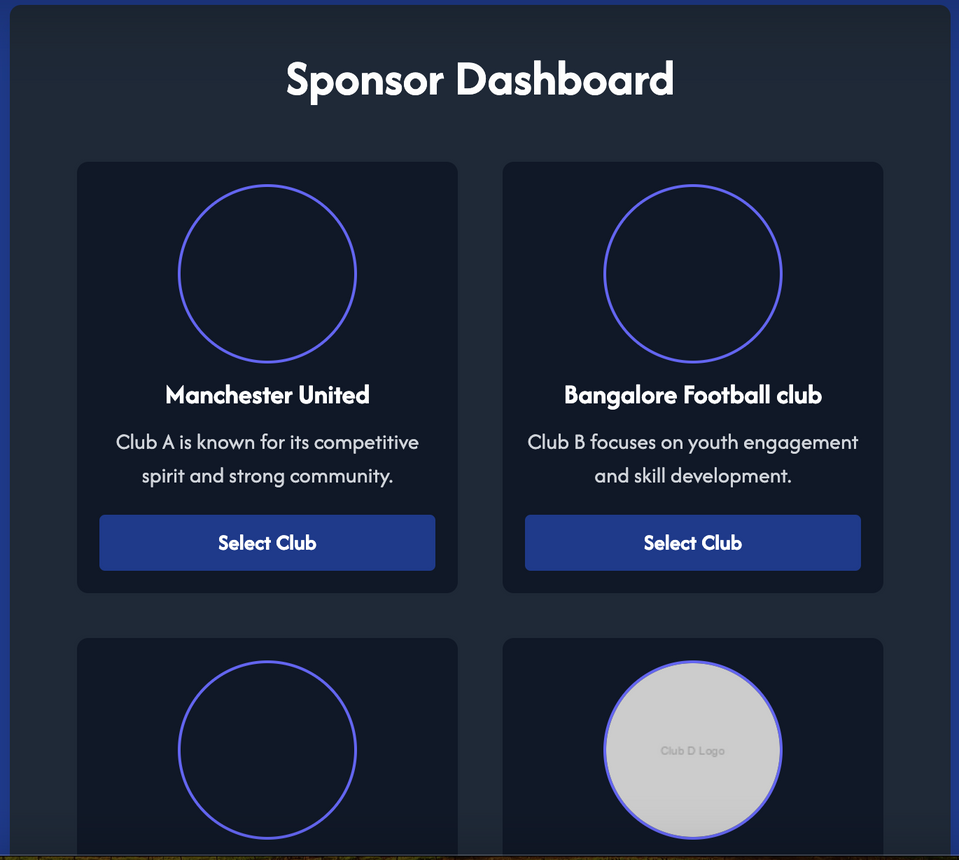 Sponsor Dashboard
Manchester United
Club A is known for its competitive
spirit and strong community.
Select Club
Bangalore Football club
Club B focuses on youth engagement
and skill development.
Select Club
Club D Logo